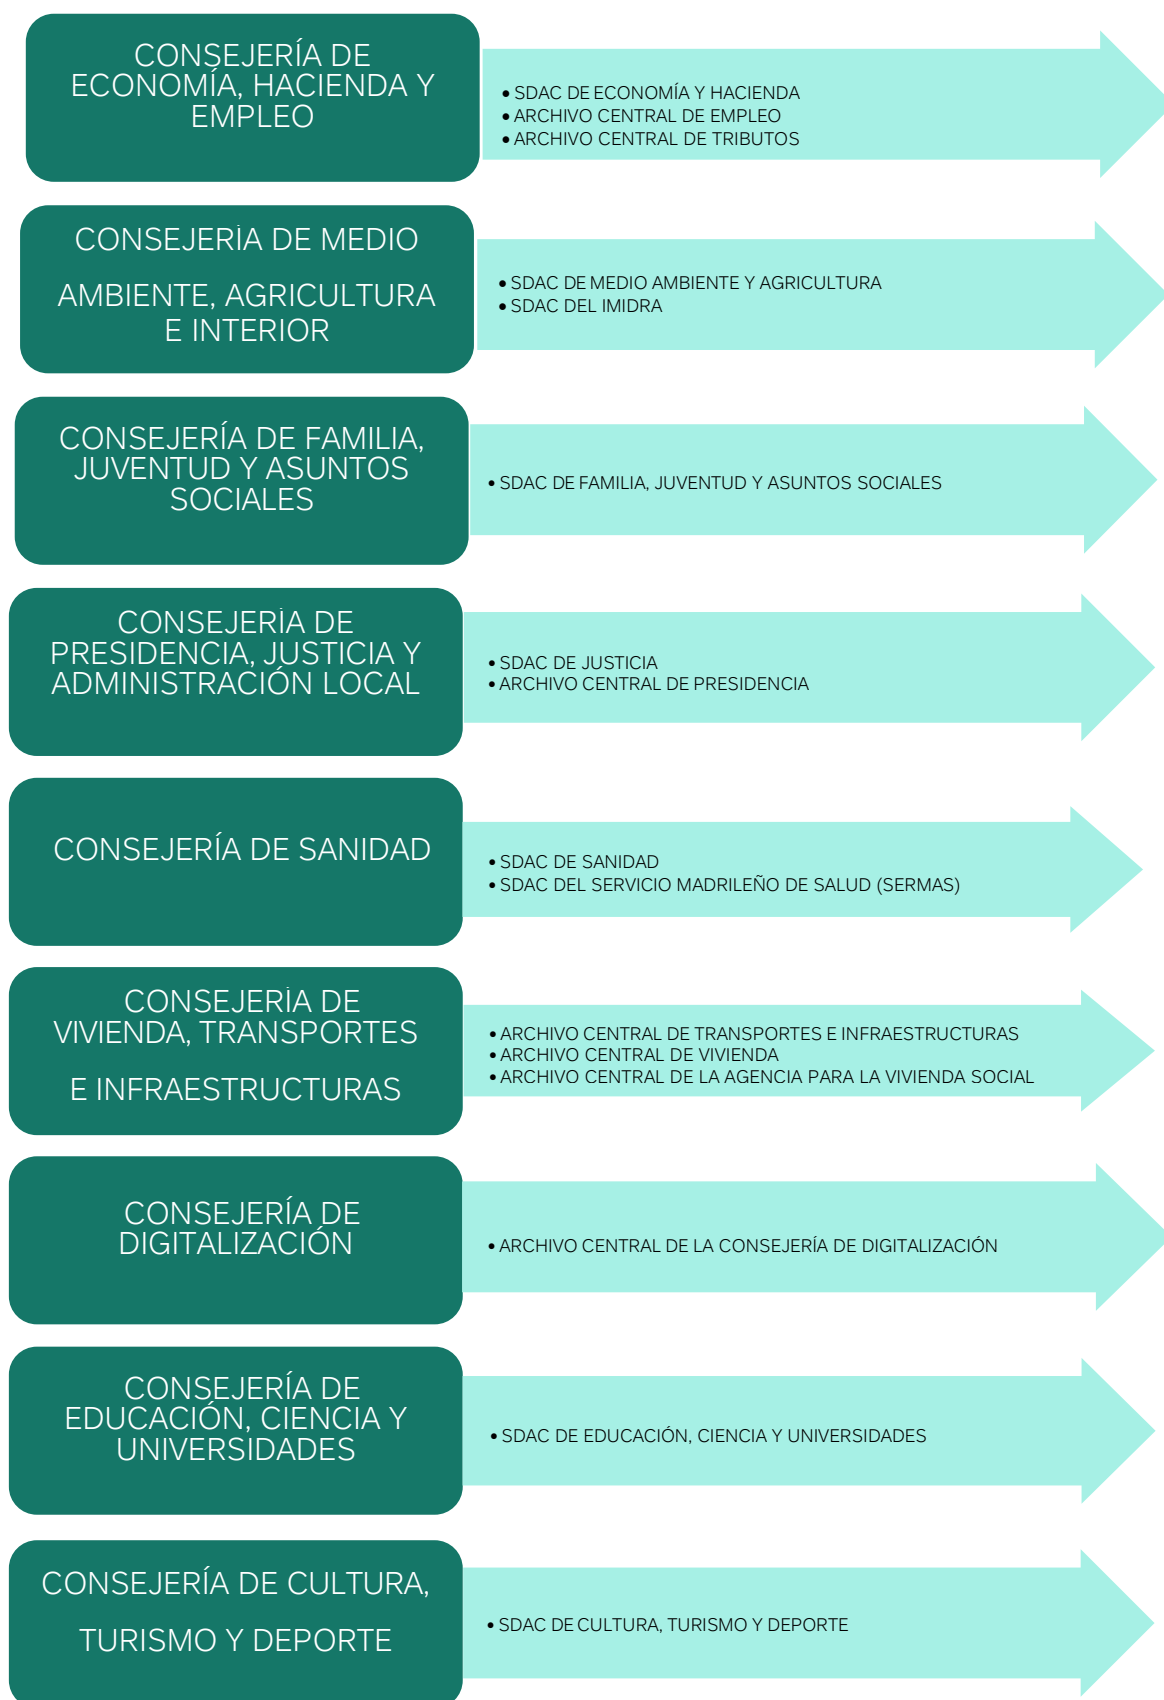 CONSEJERÍA DE
ECONOMÍA, HACIENDA Y
EMPLEO
• SDAC DE ECONOMÍA Y HACIENDA
• ARCHIVO CENTRAL DE EMPLEO
• ARCHIVO CENTRAL DE TRIBUTOS
CONSEJERÍA DE MEDIO
AMBIENTE, AGRICULTURA
E INTERIOR
• SDAC DE MEDIO AMBIENTE Y AGRICULTURA
• SDAC DEL IMIDRA
CONSEJERÍA DE FAMILIA,
JUVENTUD Y ASUNTOS
SOCIALES
• SDAC DE FAMILIA, JUVENTUD Y ASUNTOS SOCIALES
CONSEJERÍA DE
PRESIDENCIA, JUSTICIA Y
ADMINISTRACIÓN LOCAL
• SDAC DE JUSTICIA
• ARCHIVO CENTRAL DE PRESIDENCIA
CONSEJERÍA DE SANIDAD
• SDAC DE SANIDAD
• SDAC DEL SERVICIO MADRILEÑO DE SALUD (SERMAS)
CONSEJERÍA DE
VIVIENDA, TRANSPORTES
E INFRAESTRUCTURAS
• ARCHIVO CENTRAL DE TRANSPORTES E INFRAESTRUCTURAS
• ARCHIVO CENTRAL DE VIVIENDA
• ARCHIVO CENTRAL DE LA AGENCIA PARA LA VIVIENDA SOCIAL
CONSEJERÍA DE
DIGITALIZACIÓN
• ARCHIVO CENTRAL DE LA CONSEJERÍA DE DIGITALIZACIÓN
CONSEJERÍA DE
EDUCACIÓN, CIENCIA Y
UNIVERSIDADES
• SDAC DE EDUCACIÓN, CIENCIA Y UNIVERSIDADES
CONSEJERÍA DE CULTURA,
TURISMO Y DEPORTE
• SDAC DE CULTURA, TURISMO Y DEPORTE